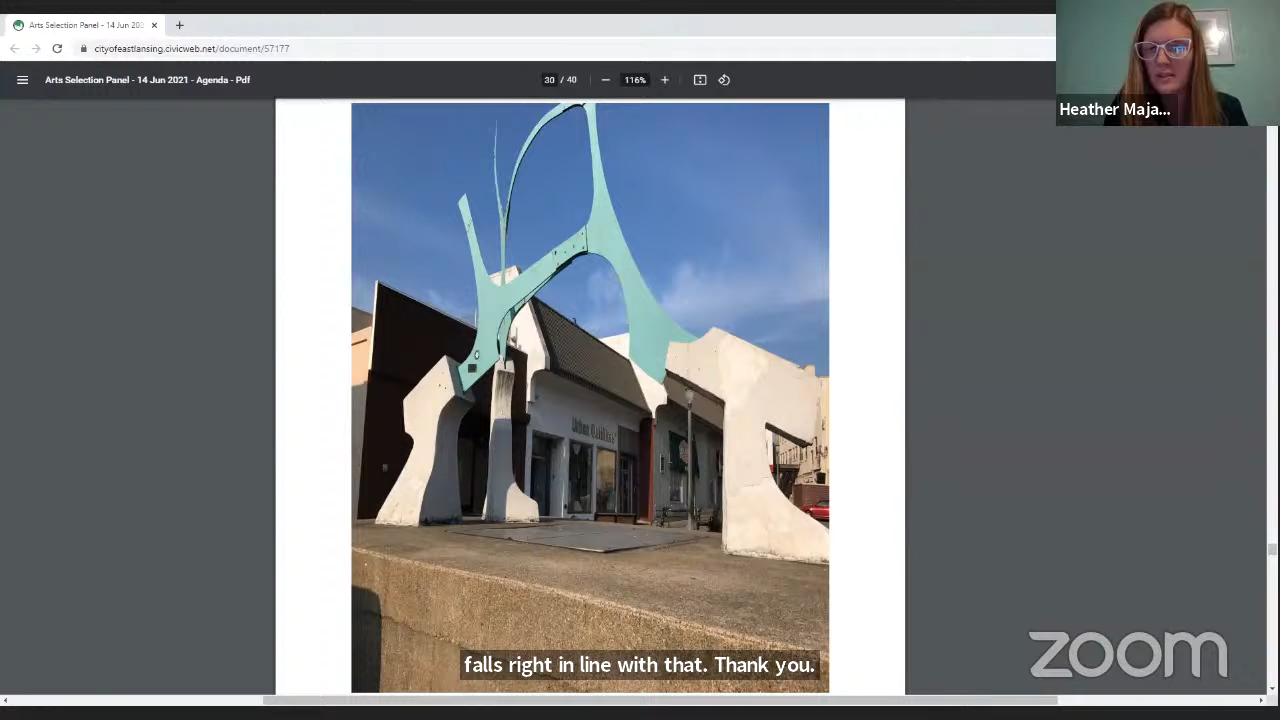 Arts Selection Panel - 14 Jun 202
cityofeastlansing.civicweb.net/document/57177
Arts Selection Panel - 14 Jun 2021 - Agenda - Pdf
30 / 40
116%
Heather Maja...
Urban Outfitters
falls right in line with that. Thank you.
zoom